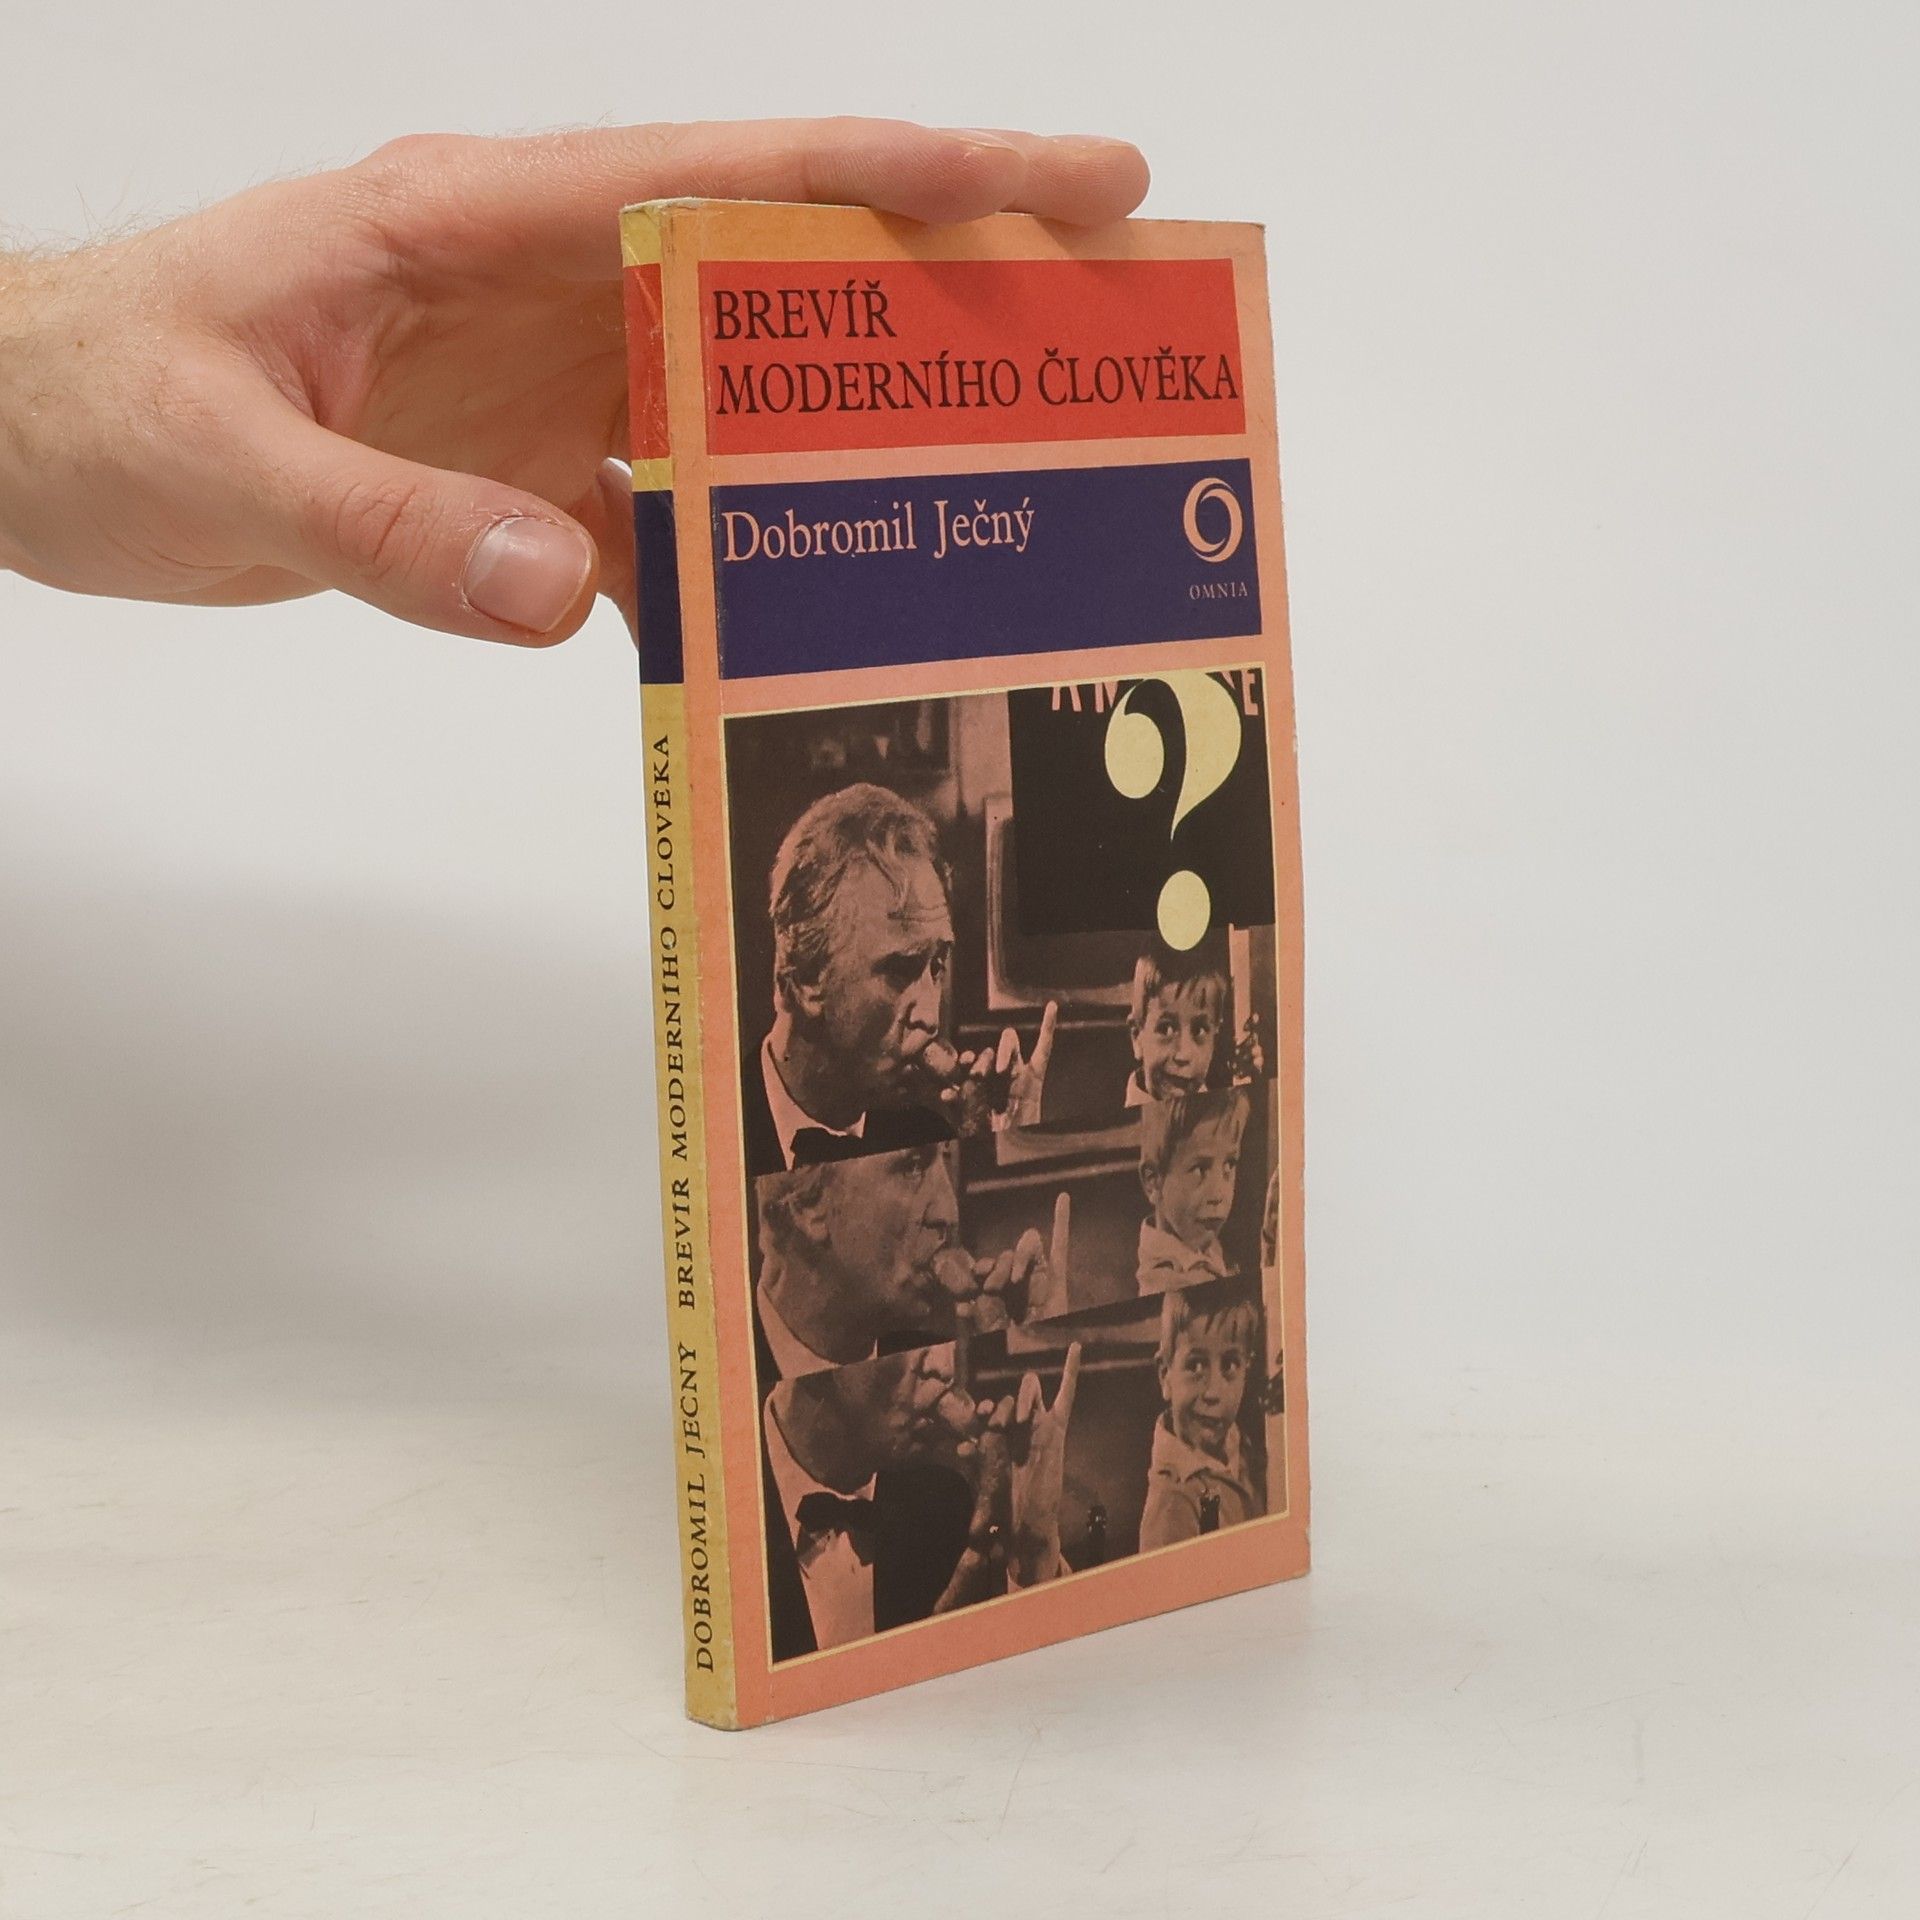 BREVÍŘ
MODERNÍHO ČLOVĚKA
Dobromil Ječný
OMNIA
?
DOBROMIL JEČNÝ BREVÍŘ MODERNÍHO ČLOVĚKA